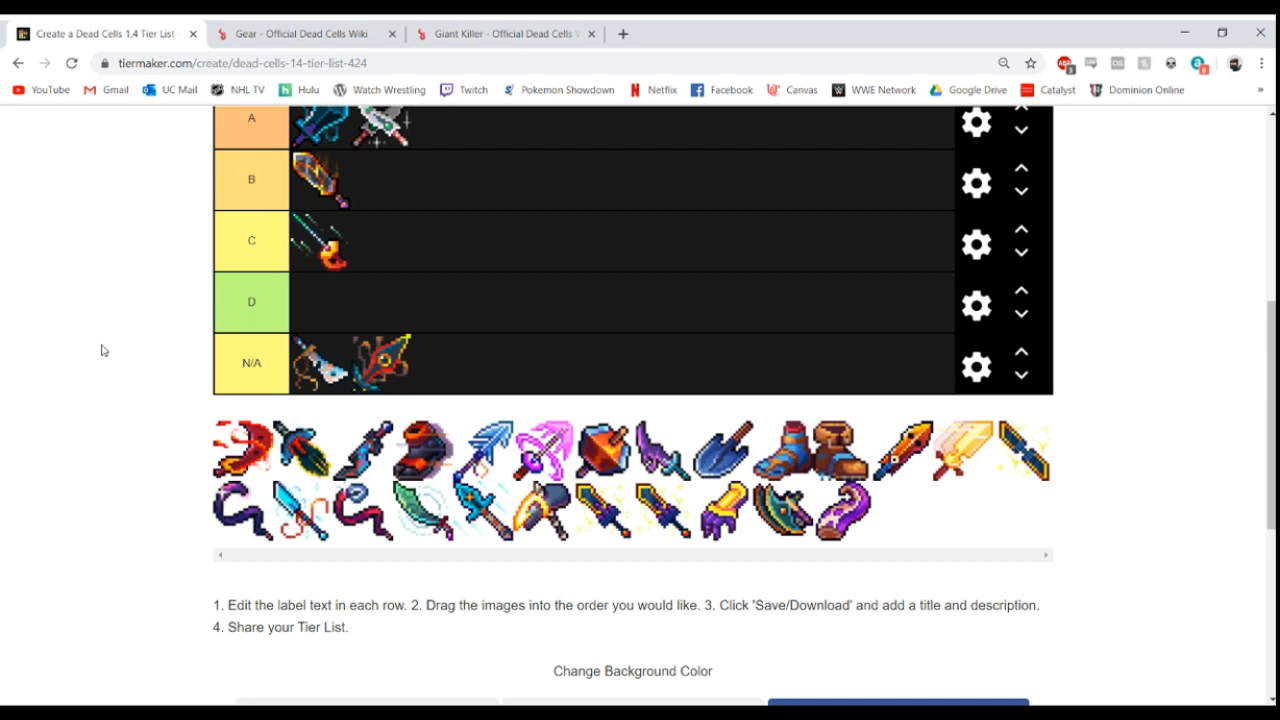 Create a Dead Cells 1.4 Tier List
Gear - Official Dead Cells Wiki
Giant Killer - Official Dead Cells W
tiermaker.com/create/dead-cells-14-tier-list-424
YouTube
Gmail
UC Mail
NHL TV
Hulu
Watch Wrestling
Twitch
Pokemon Showdown
Netflix
Facebook
Canvas
WWE Network
Google Drive
Catalyst
Dominion Online
A
B
C
D
N/A
1. Edit the label text in each row. 2. Drag the images into the order you would like. 3. Click 'Save/Download' and add a title and description.
4. Share your Tier List.
Change Background Color